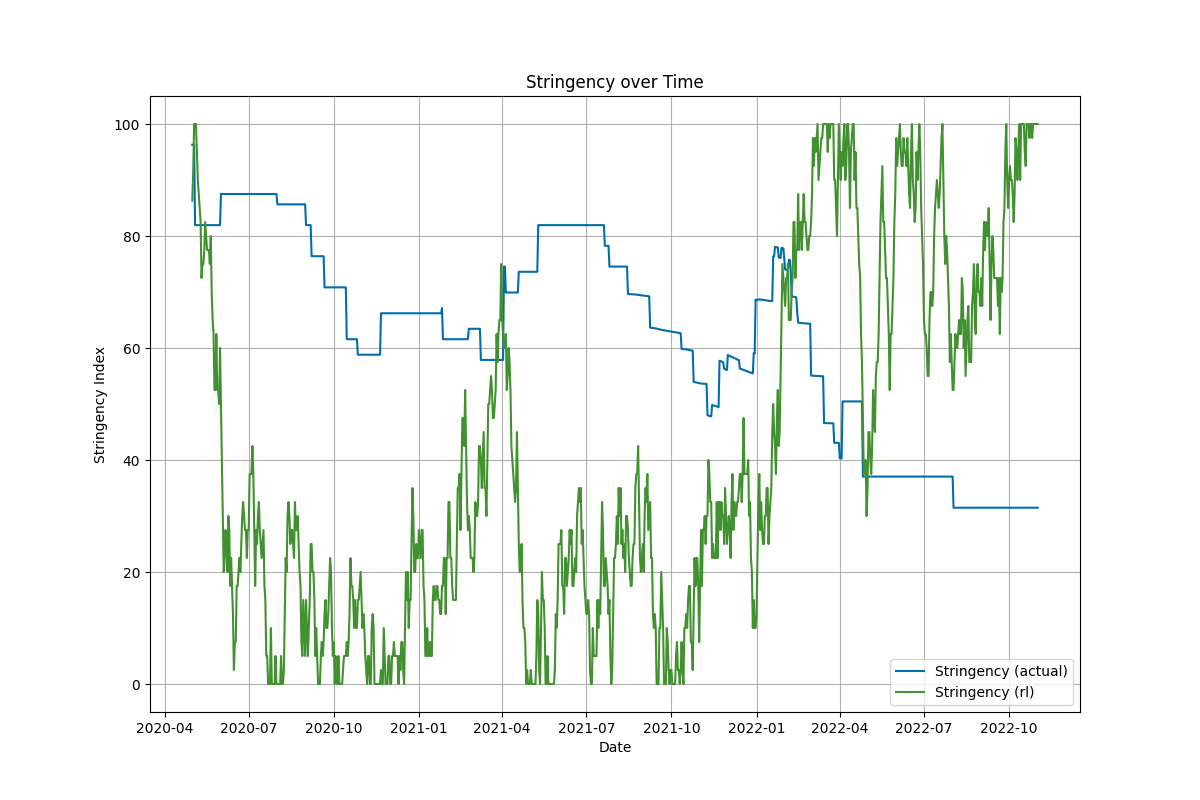 Stringency over Time
Stringency Index
100
80
60
40
20
0
2020-04 2020-07 2020-10 2021-01 2021-04 2021-07 2021-10 2022-01 2022-04 2022-07 2022-10
Date
Stringency (actual)
Stringency (rl)